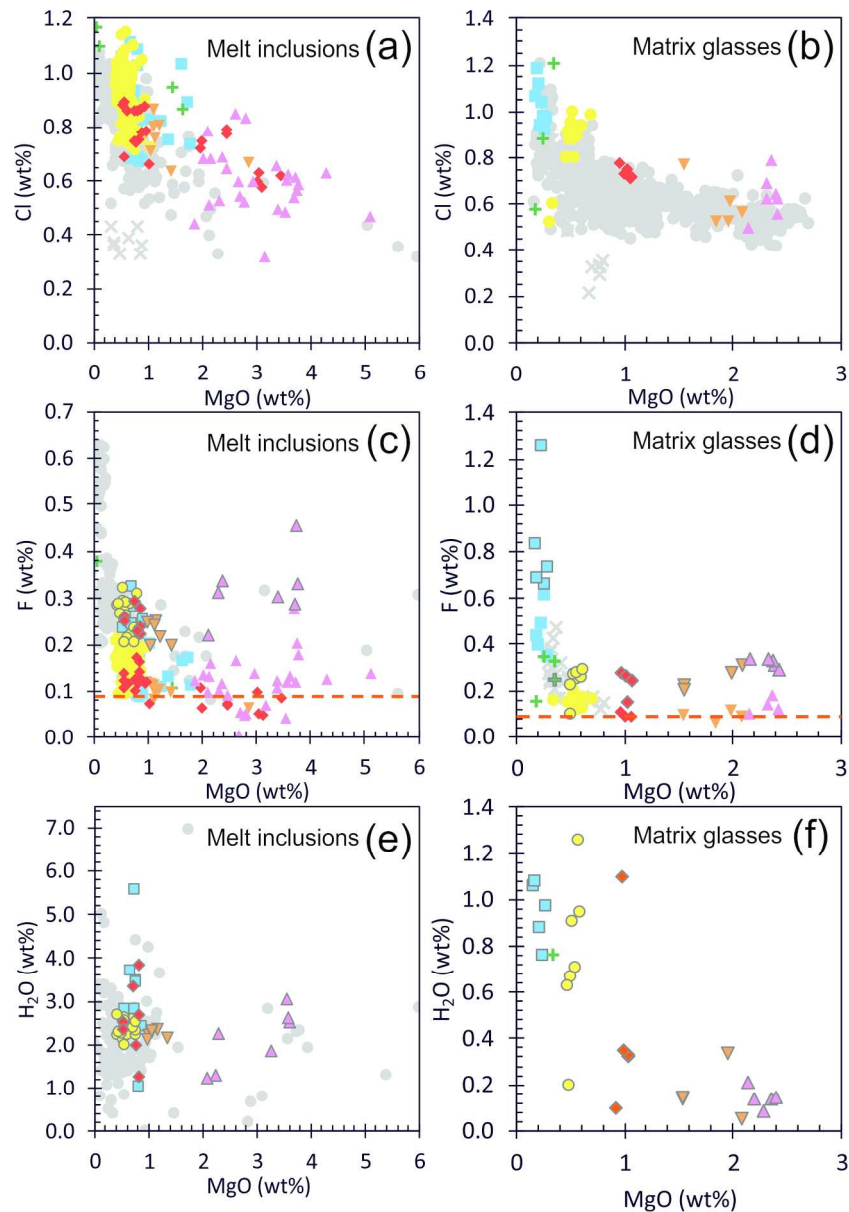 Melt inclusions (a)
Cl (wt%)
1.2
1.0
0.8
0.6
0.4
0.2
0.0
0 1 2 3 4 5 6
MgO (wt%)
Matrix glasses (b)
Cl (wt%)
1.4
1.2
1.0
0.8
0.6
0.4
0.2
0.0
0 1 2 3
MgO (wt%)
Melt inclusions (c)
F (wt%)
0.7
0.6
0.5
0.4
0.3
0.2
0.1
0.0
0 1 2 3 4 5 6
MgO (wt%)
Matrix glasses (d)
F (wt%)
1.4
1.2
1.0
0.8
0.6
0.4
0.2
0.0
0 1 2 3
MgO (wt%)
Melt inclusions (e)
H₂O (wt%)
7.0
6.0
5.0
4.0
3.0
2.0
1.0
0.0
0 1 2 3 4 5 6
MgO (wt%)
Matrix glasses (f)
H₂O (wt%)
1.4
1.2
1.0
0.8
0.6
0.4
0.2
0.0
0 1 2 3
MgO (wt%)